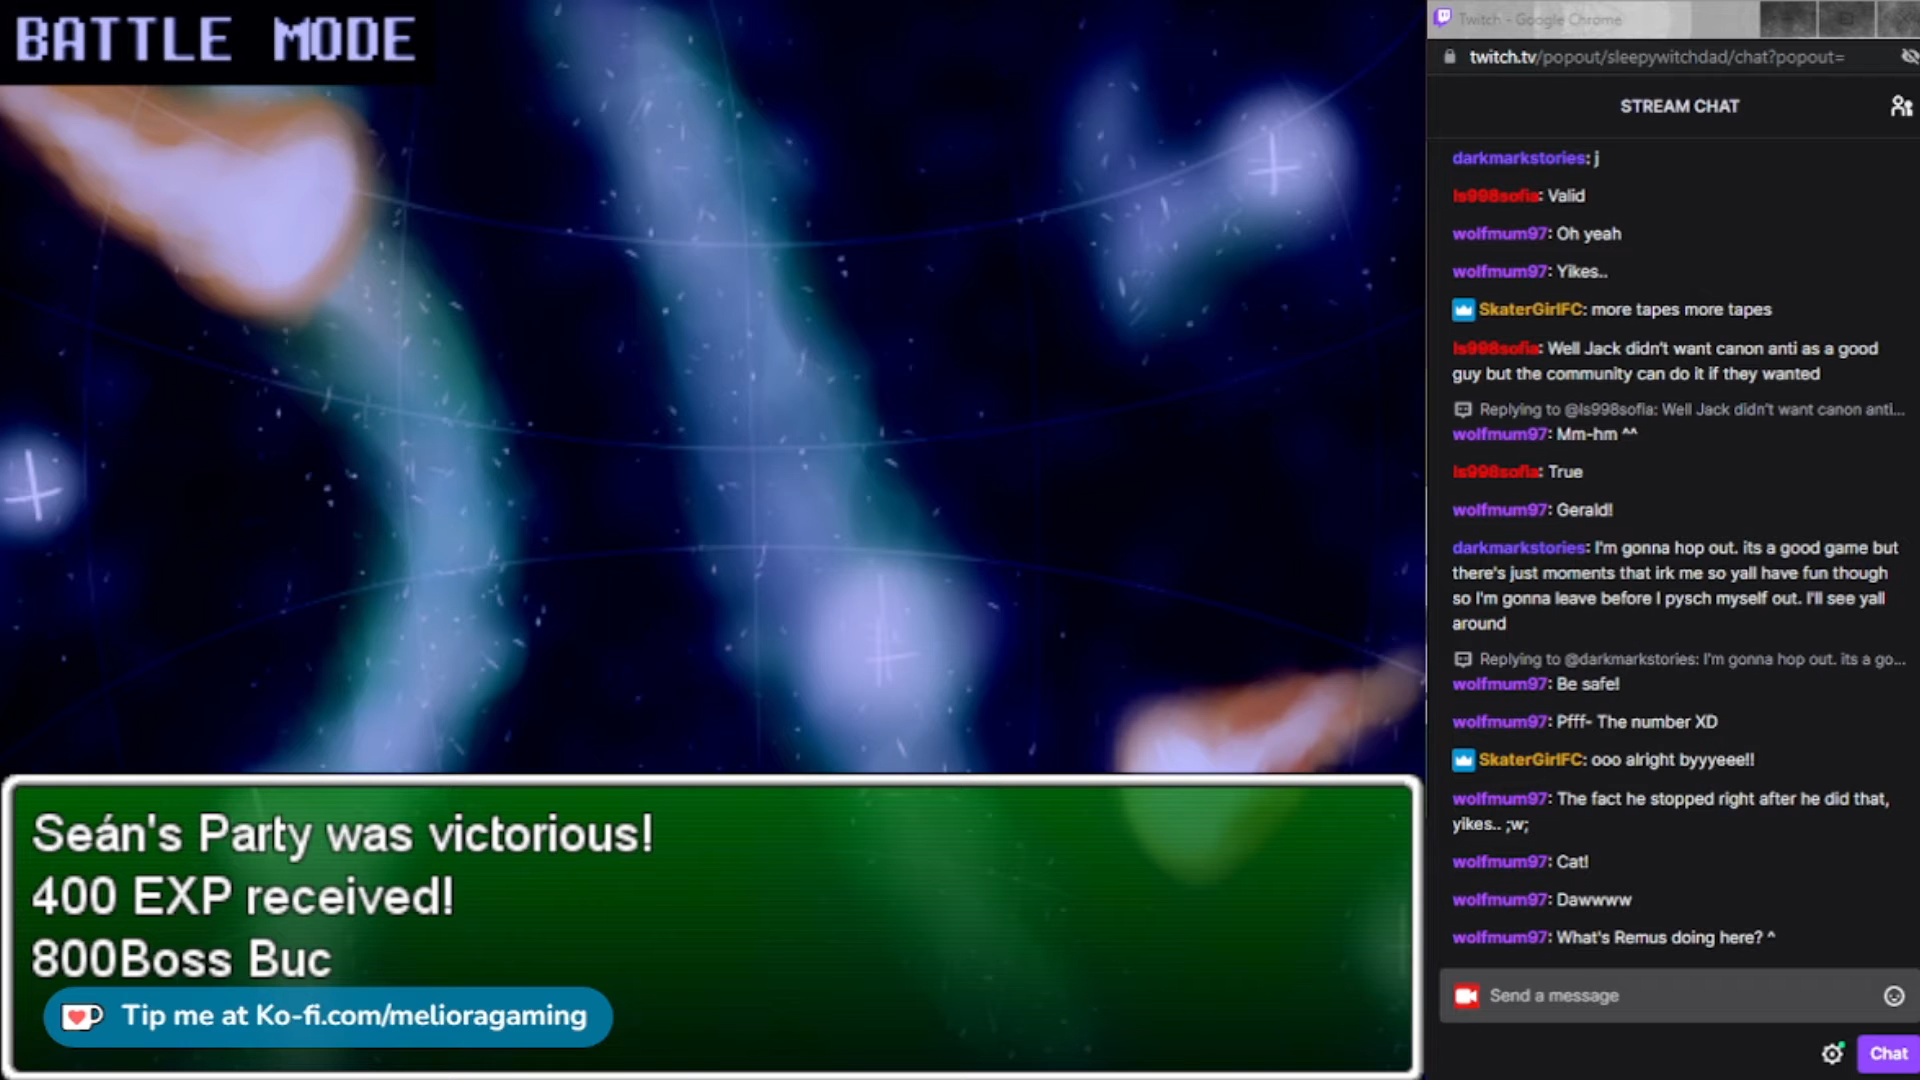 BATTLE MODE
Seán's Party was victorious!
400 EXP received!
800Boss Buc
Tip me at Ko-fi.com/melioragaming
Twitch - Google Chrome
twitch.tv/popout/sleepywitchdad/chat?popout=
STREAM CHAT
darkmarkstories: j
ls998sofia: Valid
wolfmum97: Oh yeah
wolfmum97: Yikes..
SkaterGirlFC: more tapes more tapes
ls998sofia: Well Jack didn't want canon anti as a good
guy but the community can do it if they wanted
Replying to @ls998sofia: Well Jack didn't want canon anti...
wolfmum97: Mm-hm ^^
ls998sofia: True
wolfmum97: Gerald!
darkmarkstories: I'm gonna hop out. its a good game but
there's just moments that irk me so yall have fun though
so I'm gonna leave before I pysch myself out. I'll see yall
around
Replying to @darkmarkstories: I'm gonna hop out. its a go...
wolfmum97: Be safe!
wolfmum97: Pfff- The number XD
SkaterGirlFC: ooo alright byyyeee!!
wolfmum97: The fact he stopped right after he did that,
yikes.. ;w;
wolfmum97: Cat!
wolfmum97: Dawwww
wolfmum97: What's Remus doing here? ^
Send a message
Chat